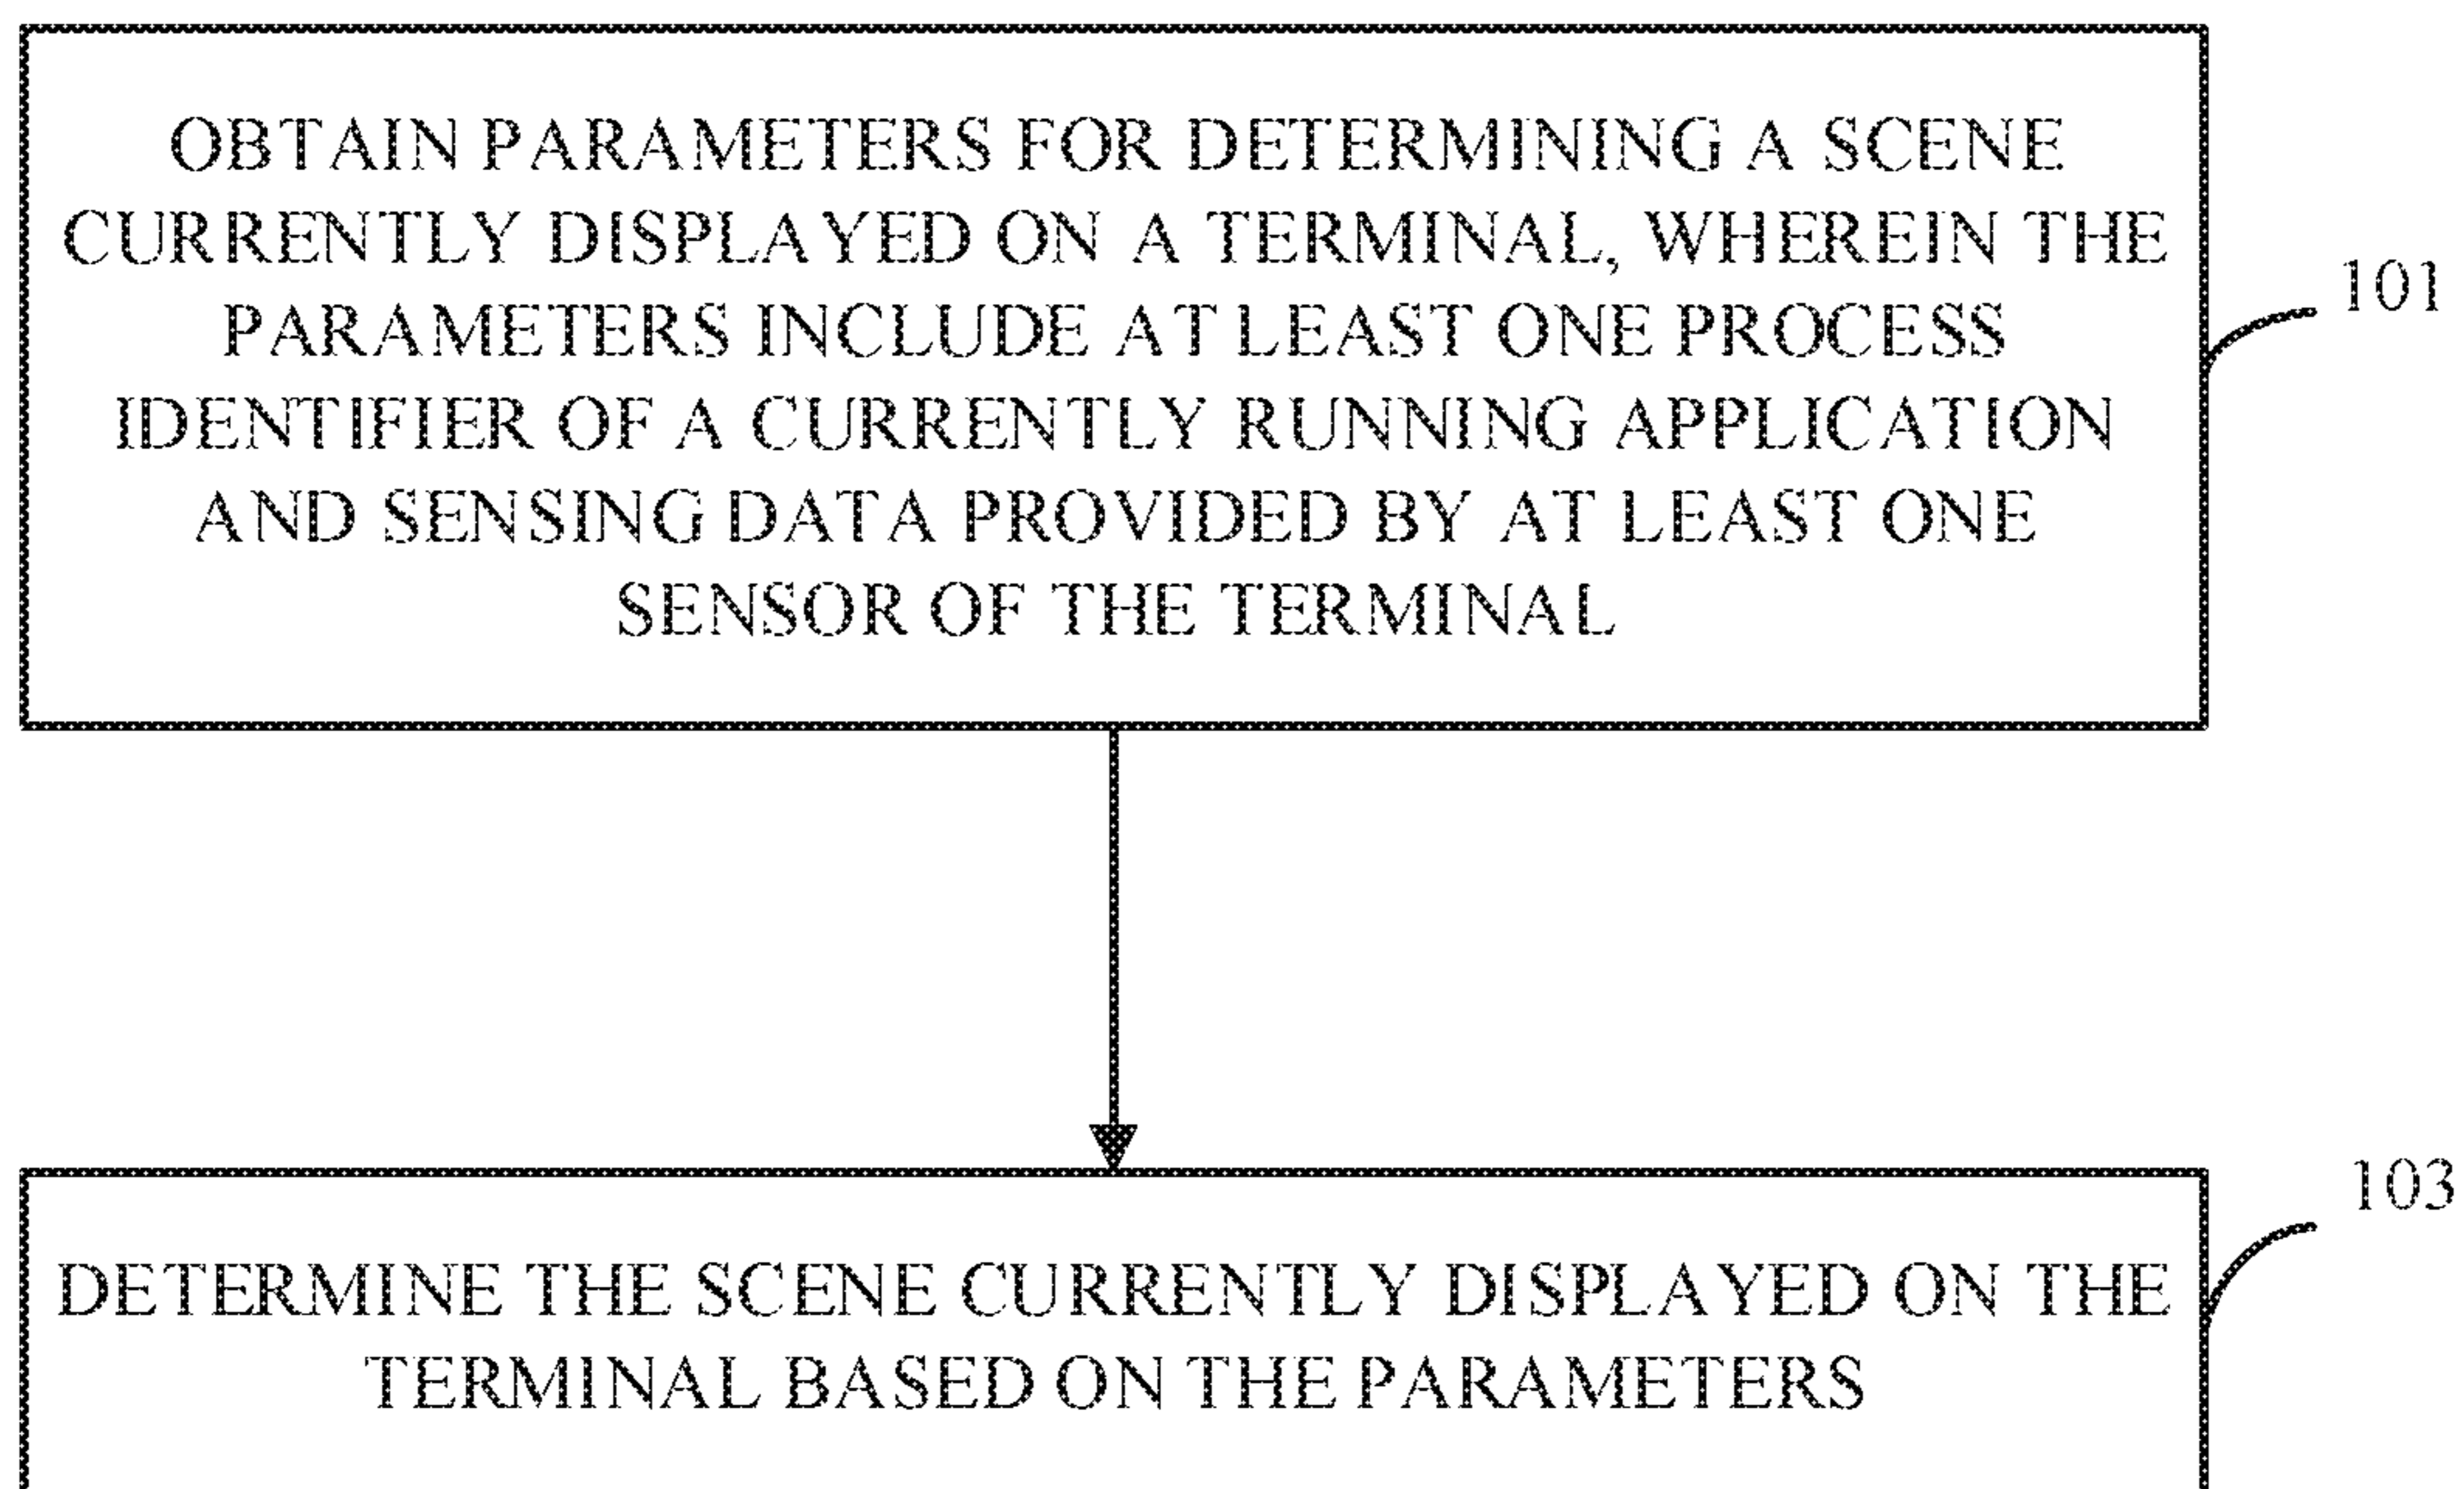 OBTAIN PARAMETERS FOR DETERMINING A SCENE
CURRENTLY DISPLAYED ON A TERMINAL, WHEREIN THE
PARAMETERS INCLUDE AT LEAST ONE PROCESS
IDENTIFIER OF A CURRENTLY RUNNING APPLICATION
AND SENSING DATA PROVIDED BY AT LEAST ONE
SENSOR OF THE TERMINAL
101
103
DETERMINE THE SCENE CURRENTLY DISPLAYED ON THE
TERMINAL BASED ON THE PARAMETERS